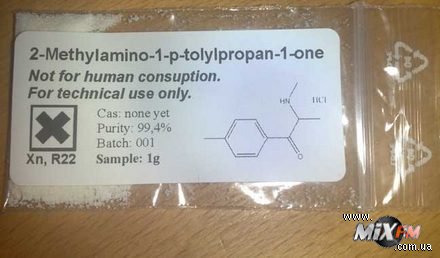 2-Methylamino-1-p-tolylpropan-1-one
Not for human consuption.
For technical use only.
Cas: none yet
Purity: 99,4%
Batch: 001
Sample: 1g
Xn, R22
HN
HCl
O
www.
MiXFM
.com.ua